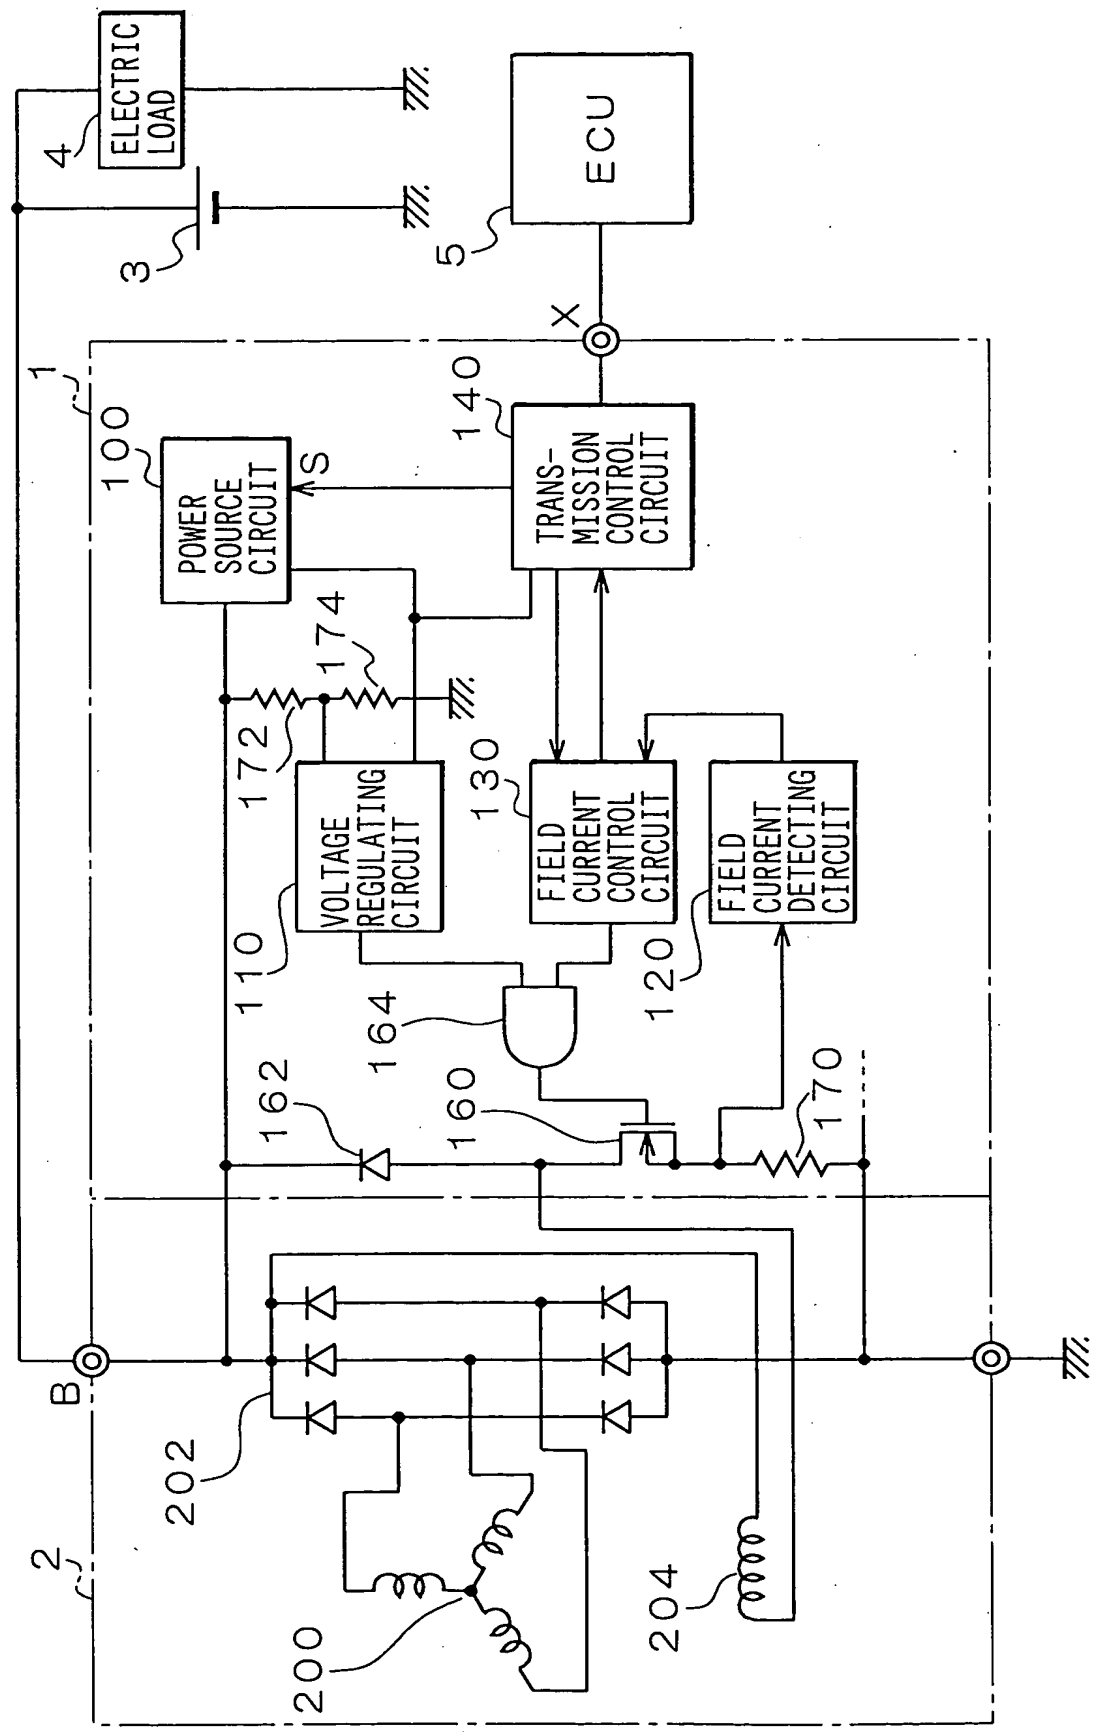 2
200
202
204
B
1
162
160
170
164
110
VOLTAGE
REGULATING
CIRCUIT
172
174
100
POWER
SOURCE
CIRCUIT
S
130
FIELD
CURRENT
CONTROL
CIRCUIT
120
FIELD
CURRENT
DETECTING
CIRCUIT
140
TRANS-
MISSION
CONTROL
CIRCUIT
X
3
4
ELECTRIC
LOAD
5
ECU